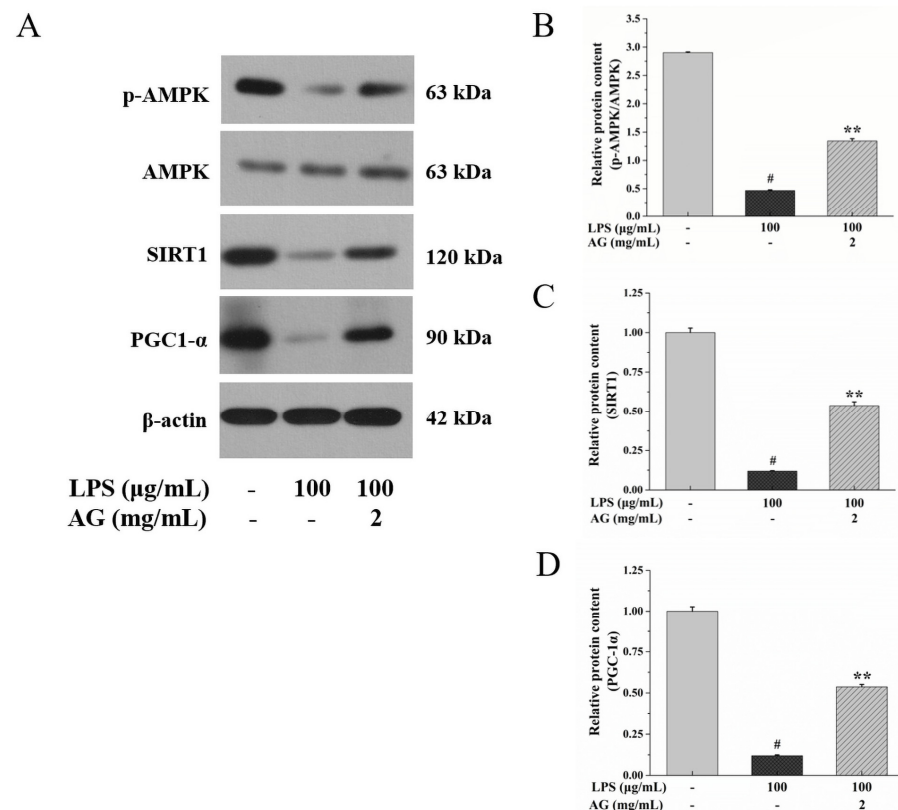 A
p-AMPK 63 kDa
AMPK 63 kDa
SIRT1 120 kDa
PGC1-α 90 kDa
β-actin 42 kDa
LPS (μg/mL) - 100 100
AG (mg/mL) - - 2
B
Relative protein content
(p-AMPK/AMPK)
3.0
2.5
2.0
1.5
1.0
0.5
0.0
#
**
LPS (μg/mL) - 100 100
AG (mg/mL) - - 2
C
Relative protein content
(SIRT1)
1.25
1.00
0.75
0.50
0.25
0.00
#
**
LPS (μg/mL) - 100 100
AG (mg/mL) - - 2
D
Relative protein content
(PGC-1α)
1.25
1.00
0.75
0.50
0.25
0.00
#
**
LPS (μg/mL) - 100 100
AG (mg/mL) - - 2